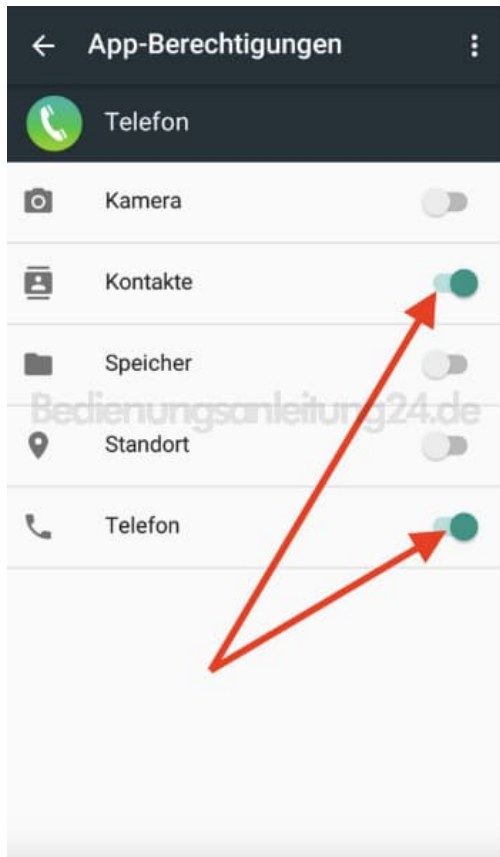 App-Berechtigungen
Telefon
Kamera
Kontakte
Speicher
Bedienungsanleitung24.de
Standort
Telefon